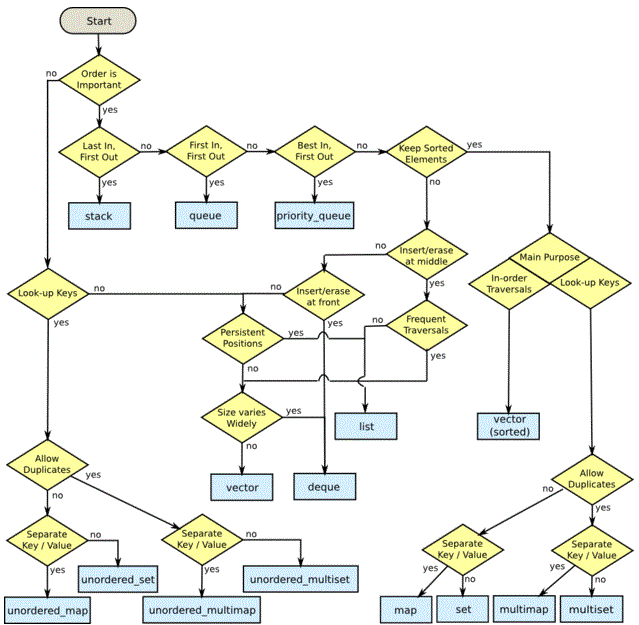 Start
Order is
Important
no
yes
Last In,
First Out
no
First In,
First Out
no
Best In,
First Out
no
Keep Sorted
Elements
yes
yes
yes
yes
no
stack
queue
priority_queue
Insert/erase
at middle
no
yes
Main Purpose
In-order
Traversals
Look-up Keys
Look-up Keys
no
yes
Insert/erase
at front
no
yes
Persistent
Positions
yes
no
Frequent
Traversals
no
yes
Size varies
Widely
yes
no
list
vector
(sorted)
vector
deque
Allow
Duplicates
yes
no
Allow
Duplicates
no
yes
Separate
Key / Value
no
yes
Separate
Key / Value
no
yes
Separate
Key / Value
yes
no
Separate
Key / Value
yes
no
unordered_set
unordered_multiset
unordered_map
unordered_multimap
map
set
multimap
multiset